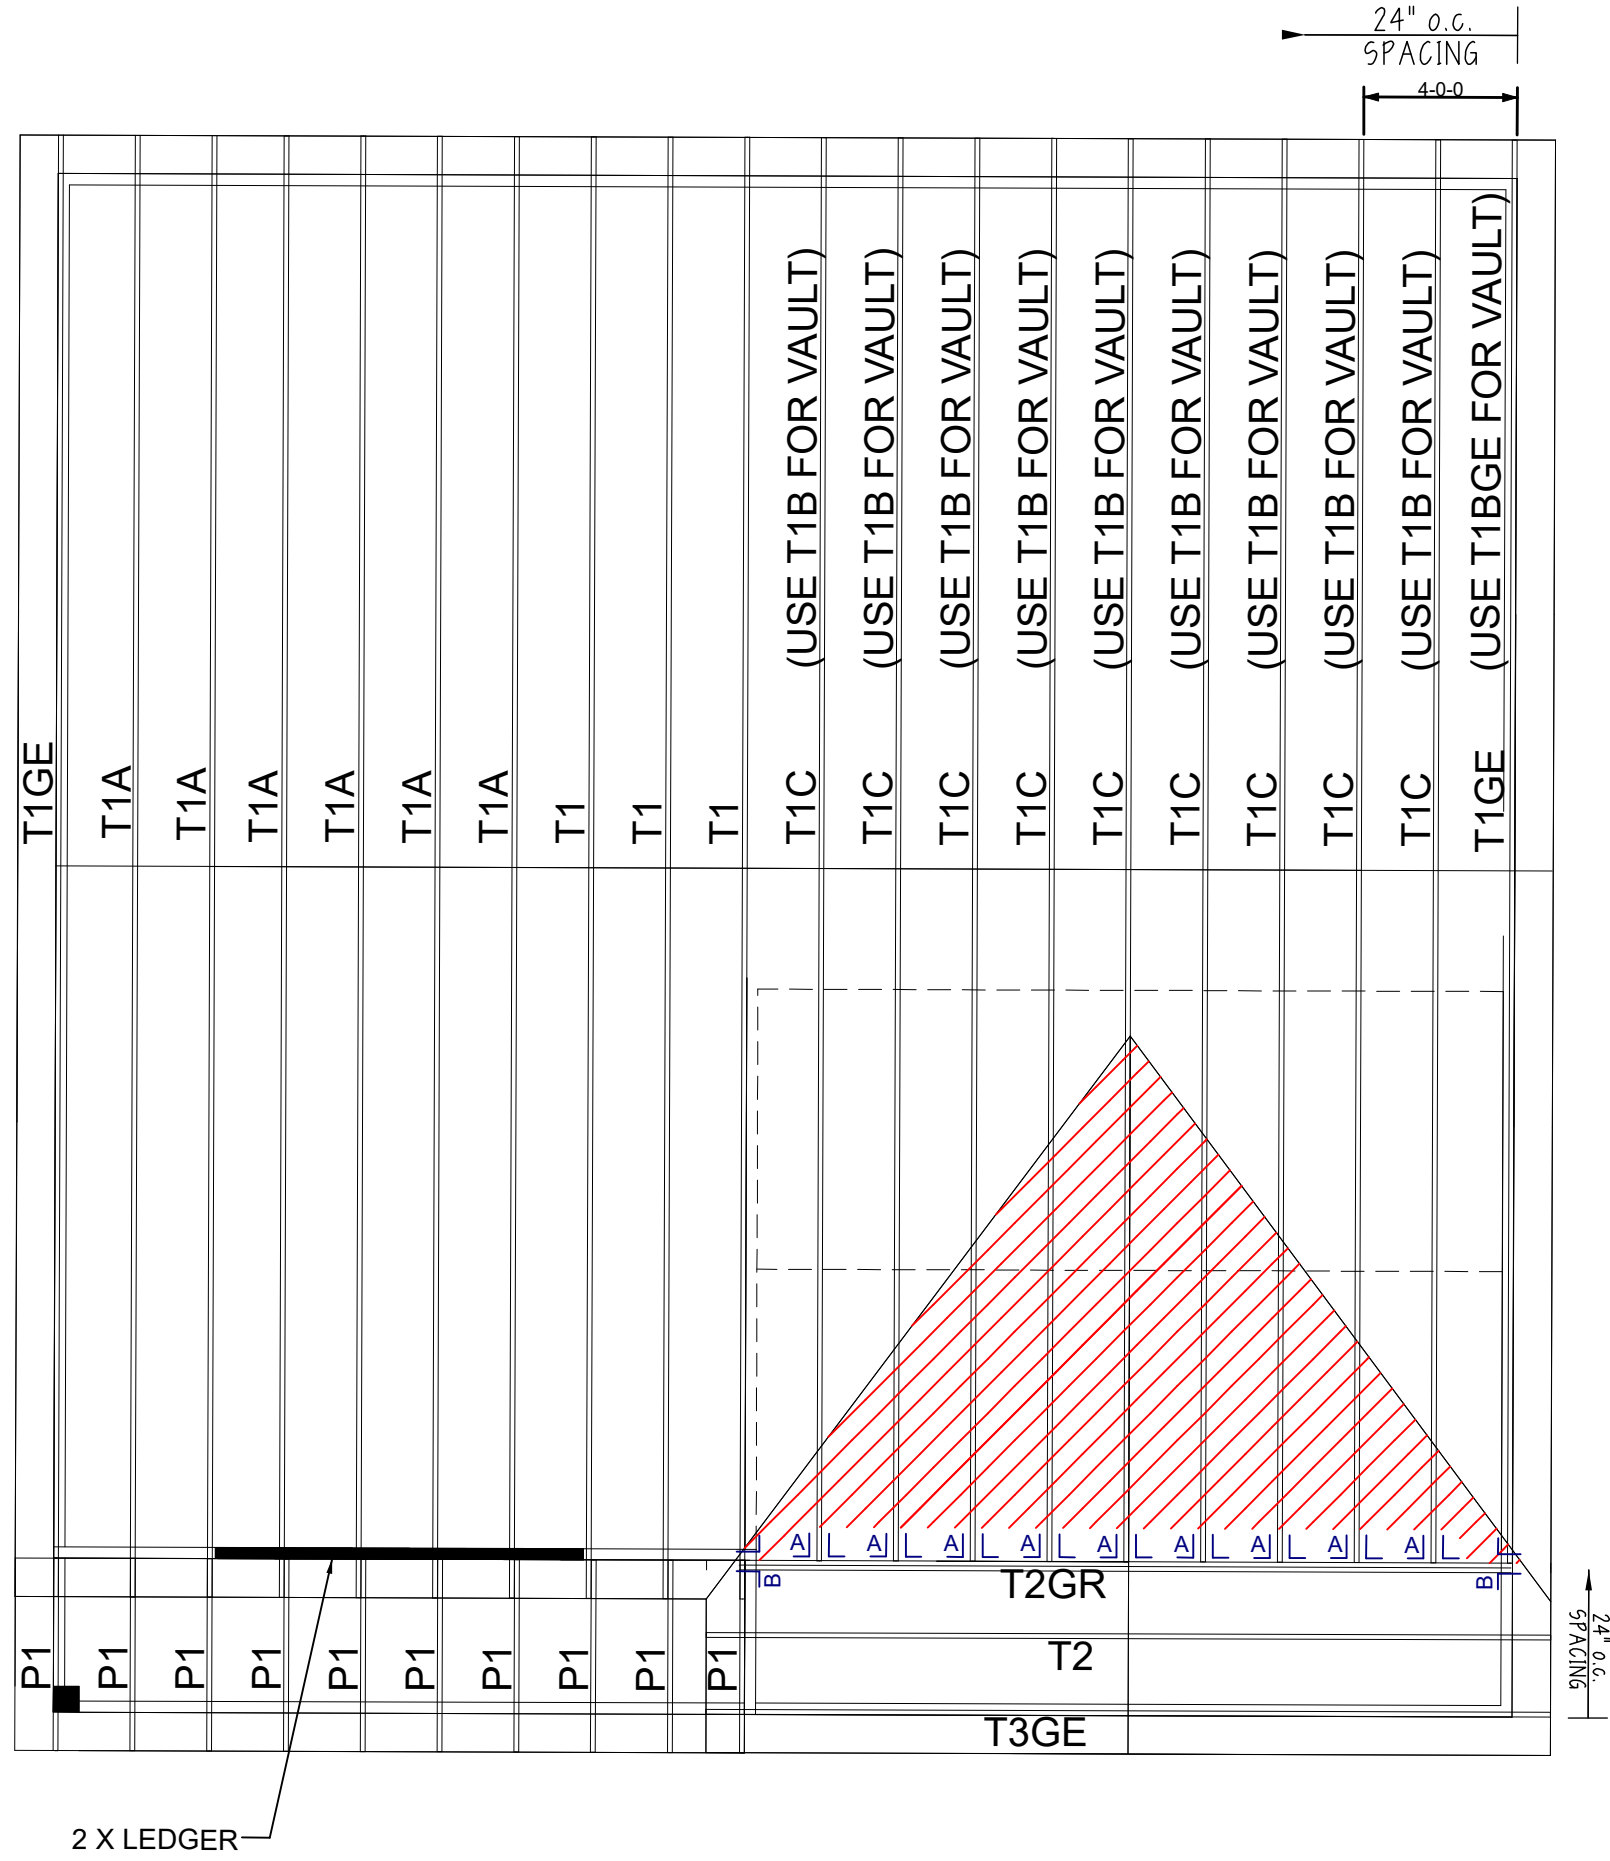 24" o.c.
SPACING
4-0-0
T1GE
T1A
T1A
T1A
T1A
T1A
T1A
T1
T1
T1
T1C (USE T1B FOR VAULT)
T1C (USE T1B FOR VAULT)
T1C (USE T1B FOR VAULT)
T1C (USE T1B FOR VAULT)
T1C (USE T1B FOR VAULT)
T1C (USE T1B FOR VAULT)
T1C (USE T1B FOR VAULT)
T1C (USE T1B FOR VAULT)
T1C (USE T1B FOR VAULT)
T1GE (USE T1BGE FOR VAULT)
A
A
A
A
A
A
A
A
A
B
B
T2GR
T2
T3GE
P1
P1
P1
P1
P1
P1
P1
P1
P1
P1
24" o.c.
SPACING
2 X LEDGER